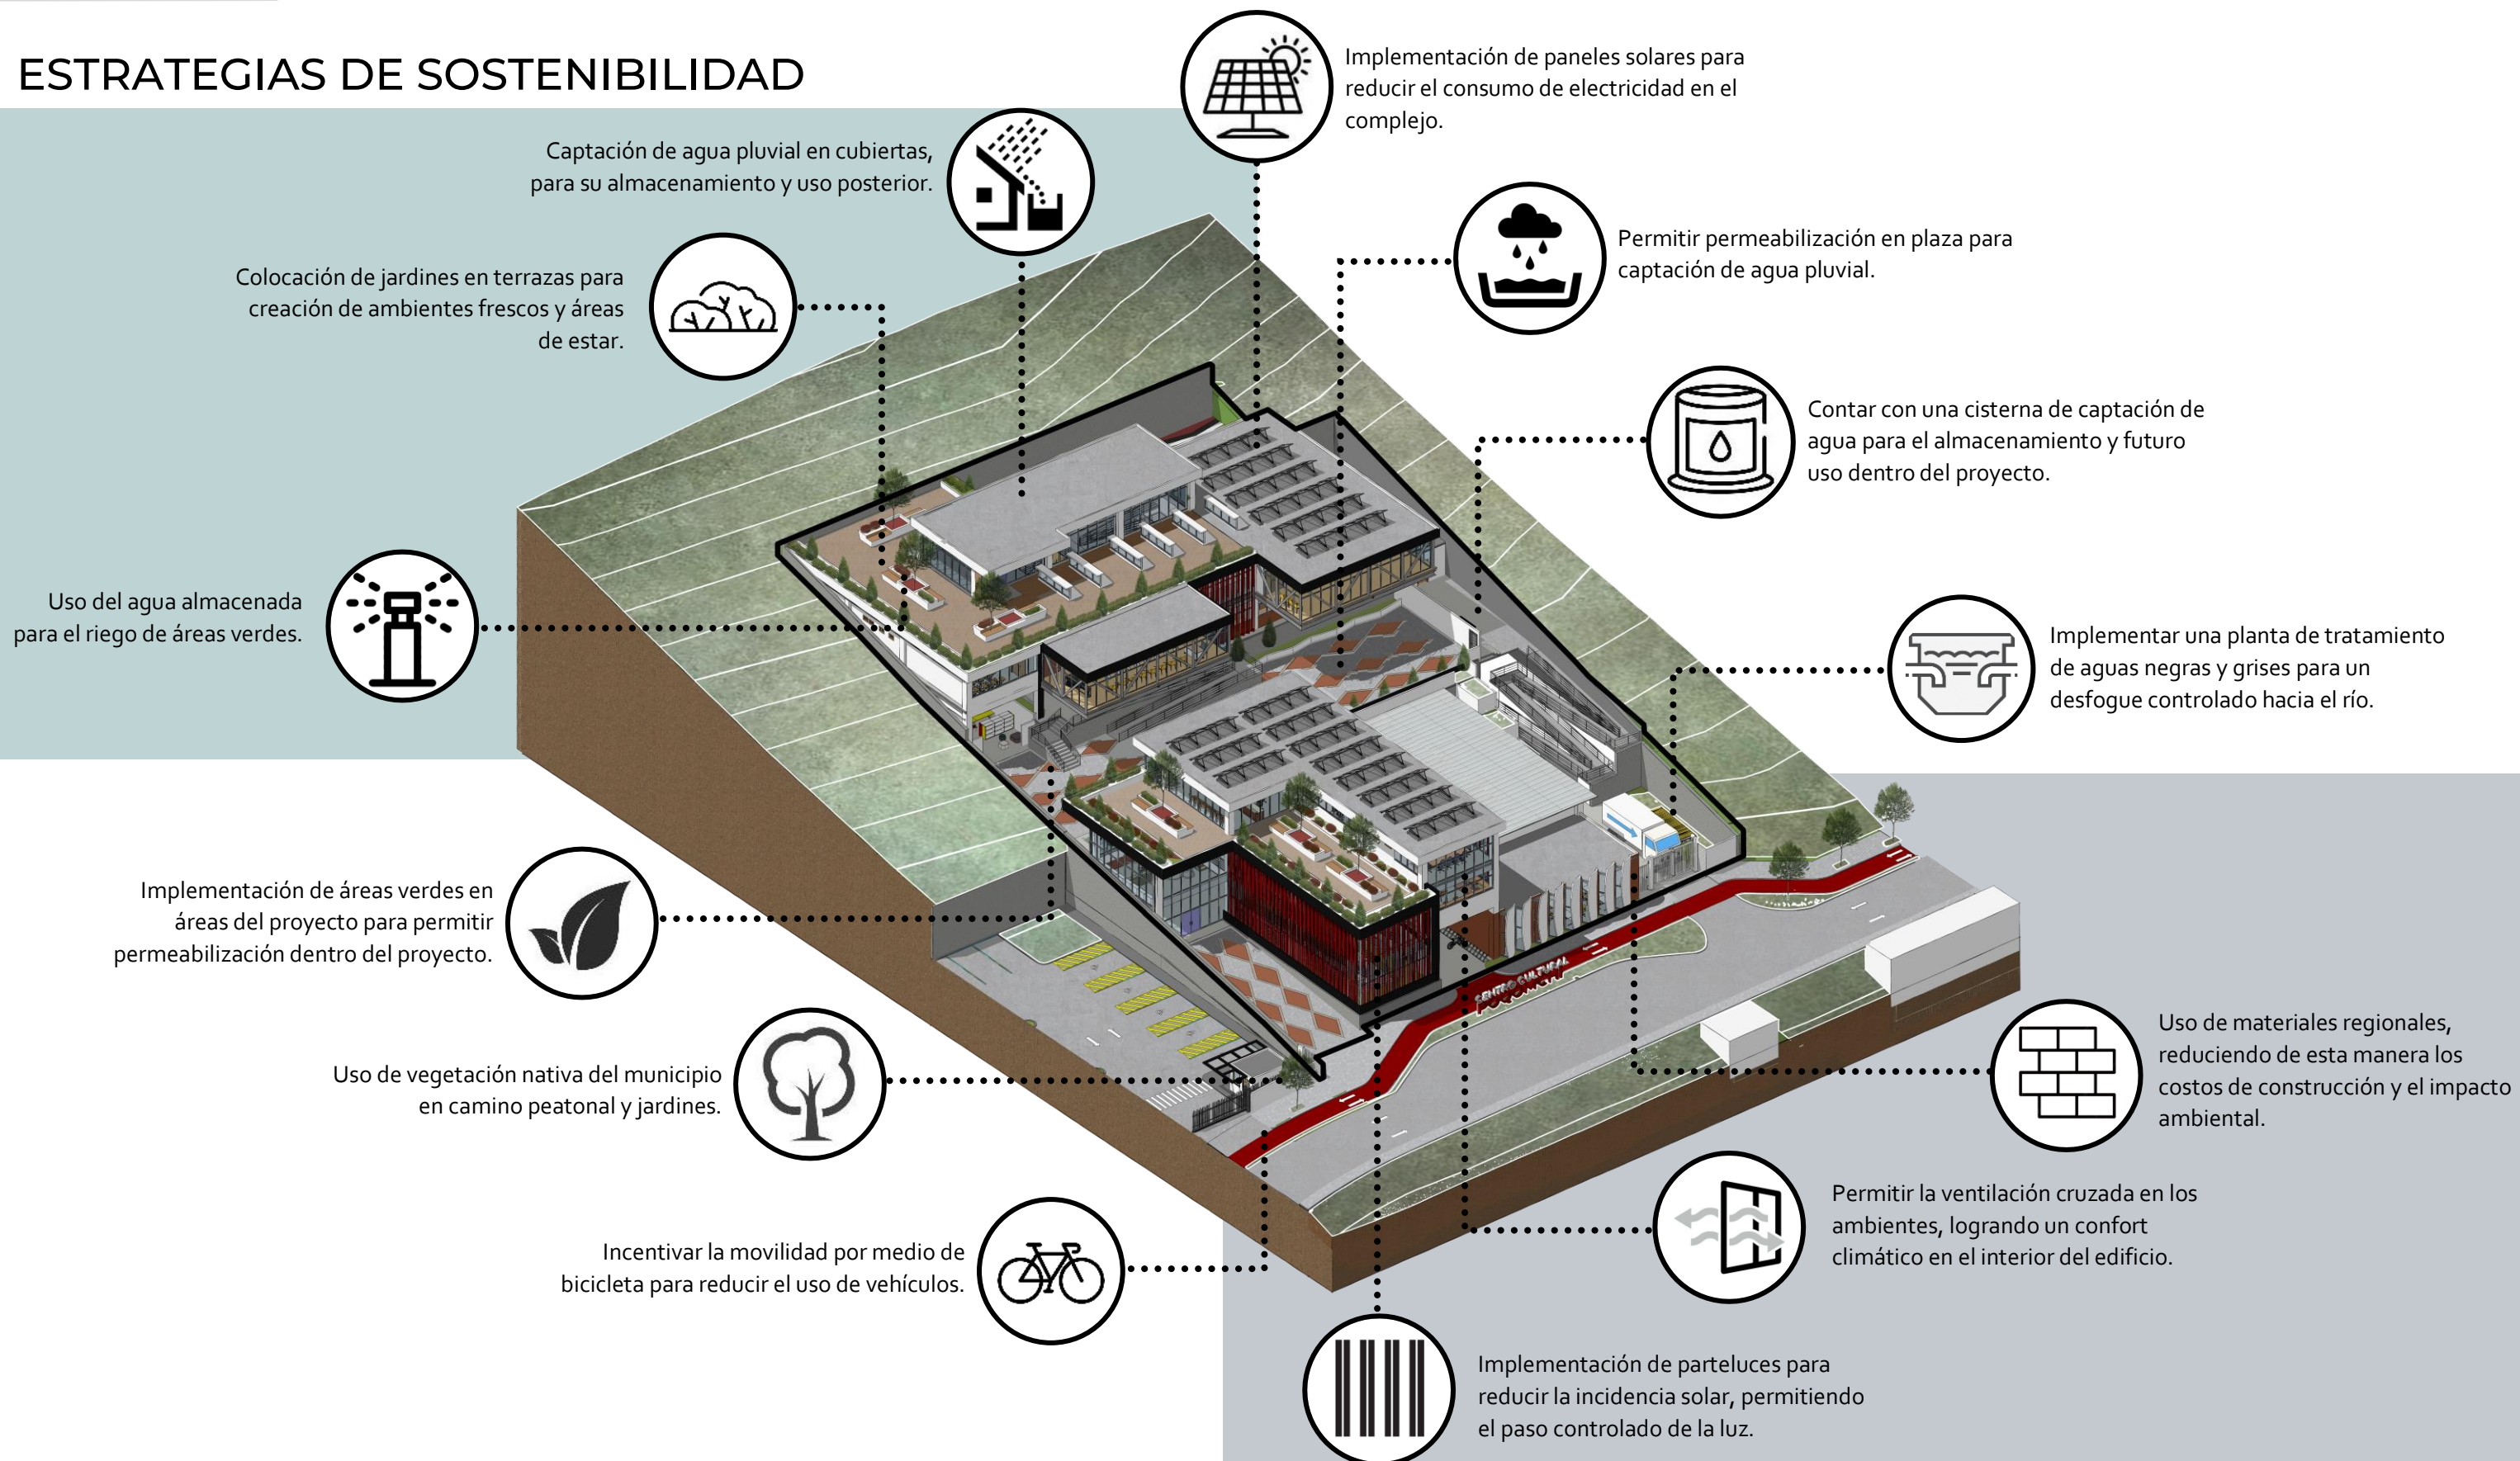 ESTRATEGIAS DE SOSTENIBILIDAD
Implementación de paneles solares para
reducir el consumo de electricidad en el
complejo.
Captación de agua pluvial en cubiertas,
para su almacenamiento y uso posterior.
Permitir permeabilización en plaza para
captación de agua pluvial.
Colocación de jardines en terrazas para
creación de ambientes frescos y áreas
de estar.
Contar con una cisterna de captación de
agua para el almacenamiento y futuro
uso dentro del proyecto.
Uso del agua almacenada
para el riego de áreas verdes.
Implementar una planta de tratamiento
de aguas negras y grises para un
desfogue controlado hacia el río.
Implementación de áreas verdes en
áreas del proyecto para permitir
permeabilización dentro del proyecto.
CENTRO CULTURAL
Uso de materiales regionales,
reduciendo de esta manera los
costos de construcción y el impacto
ambiental.
Uso de vegetación nativa del municipio
en camino peatonal y jardines.
Permitir la ventilación cruzada en los
ambientes, logrando un confort
climático en el interior del edificio.
Incentivar la movilidad por medio de
bicicleta para reducir el uso de vehículos.
Implementación de parteluces para
reducir la incidencia solar, permitiendo
el paso controlado de la luz.